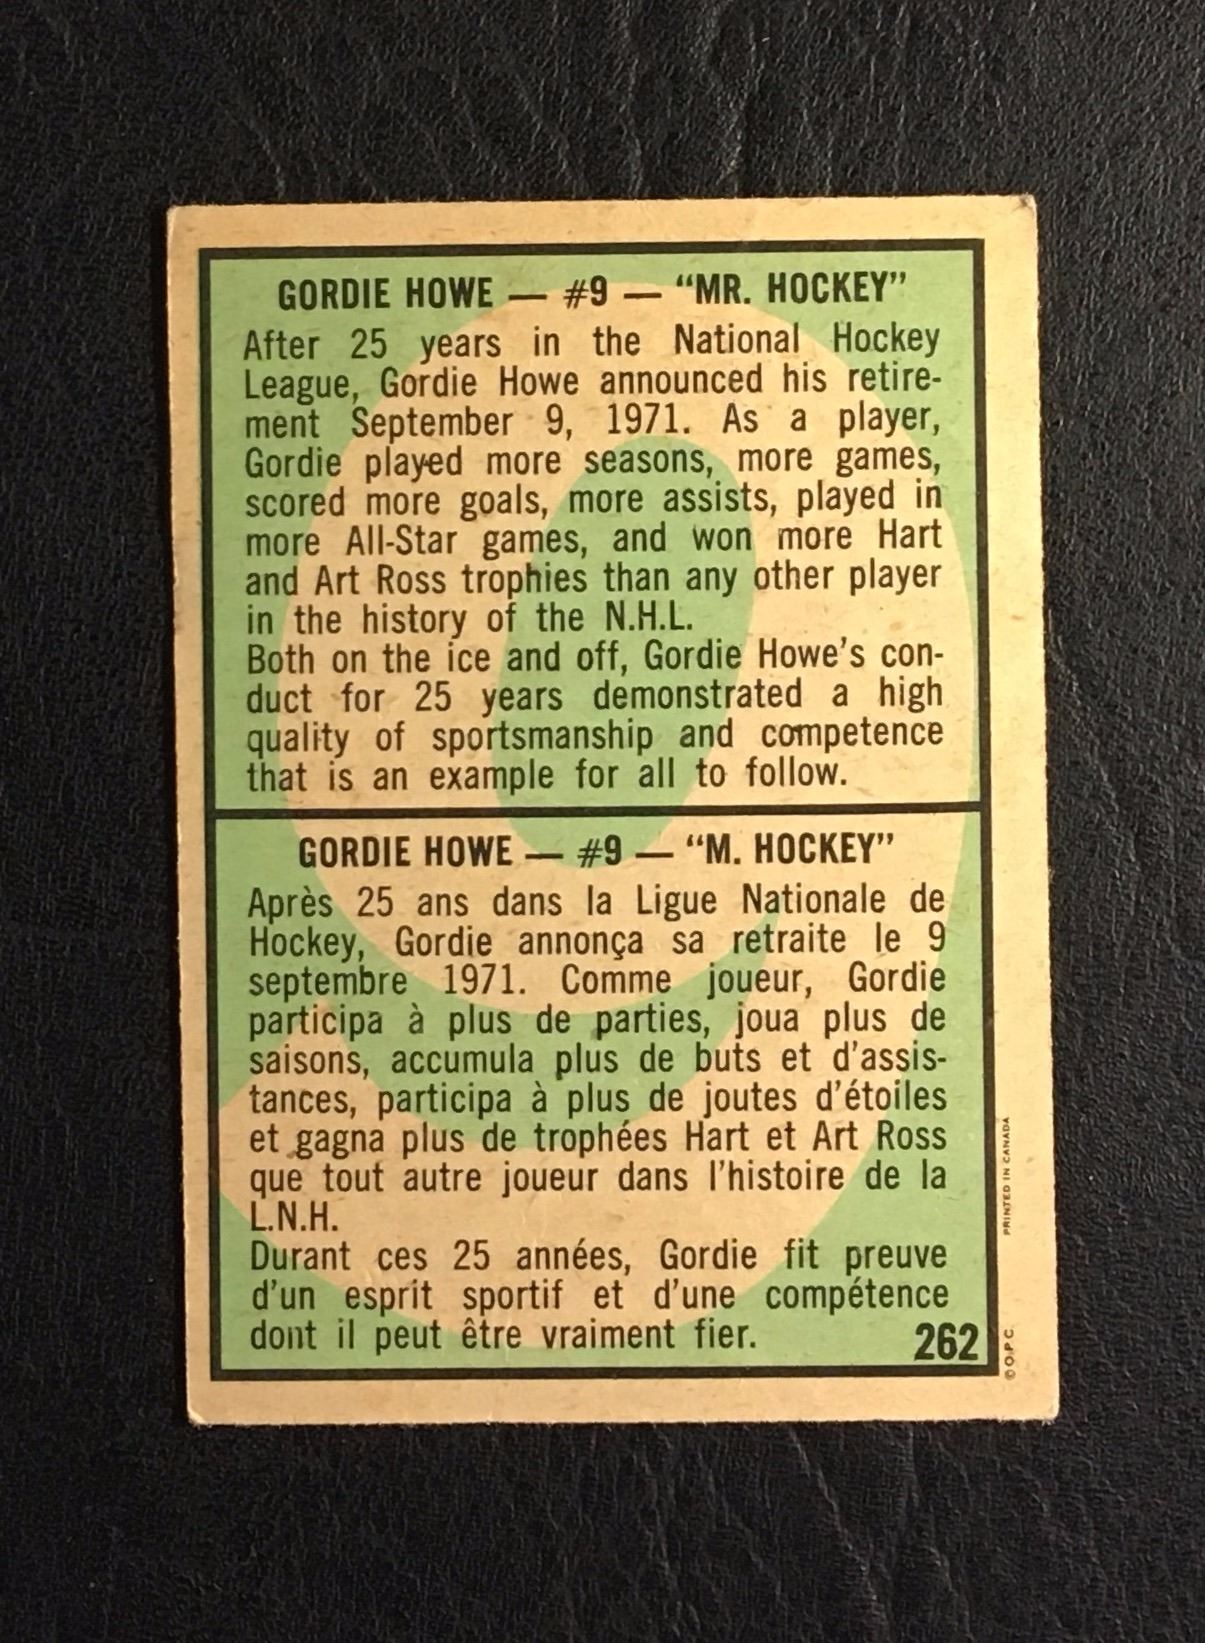 GORDIE HOWE — #9 — “MR. HOCKEY”
After 25 years in the National Hockey
League, Gordie Howe announced his retire-
ment September 9, 1971. As a player,
Gordie played more seasons, more games,
scored more goals, more assists, played in
more All-Star games, and won more Hart
and Art Ross trophies than any other player
in the history of the N.H.L.
Both on the ice and off, Gordie Howe's con-
duct for 25 years demonstrated a high
quality of sportsmanship and competence
that is an example for all to follow.
GORDIE HOWE — #9 — “M. HOCKEY”
Après 25 ans dans la Ligue Nationale de
Hockey, Gordie annonça sa retraite le 9
septembre 1971. Comme joueur, Gordie
participa à plus de parties, joua plus de
saisons, accumula plus de buts et d'assis-
tances, participa à plus de joutes d'étoiles
et gagna plus de trophées Hart et Art Ross
que tout autre joueur dans l'histoire de la
L.N.H.
Durant ces 25 années, Gordie fit preuve
d'un esprit sportif et d'une compétence
dont il peut être vraiment fier.
262
© O.P.C.
PRINTED IN CANADA